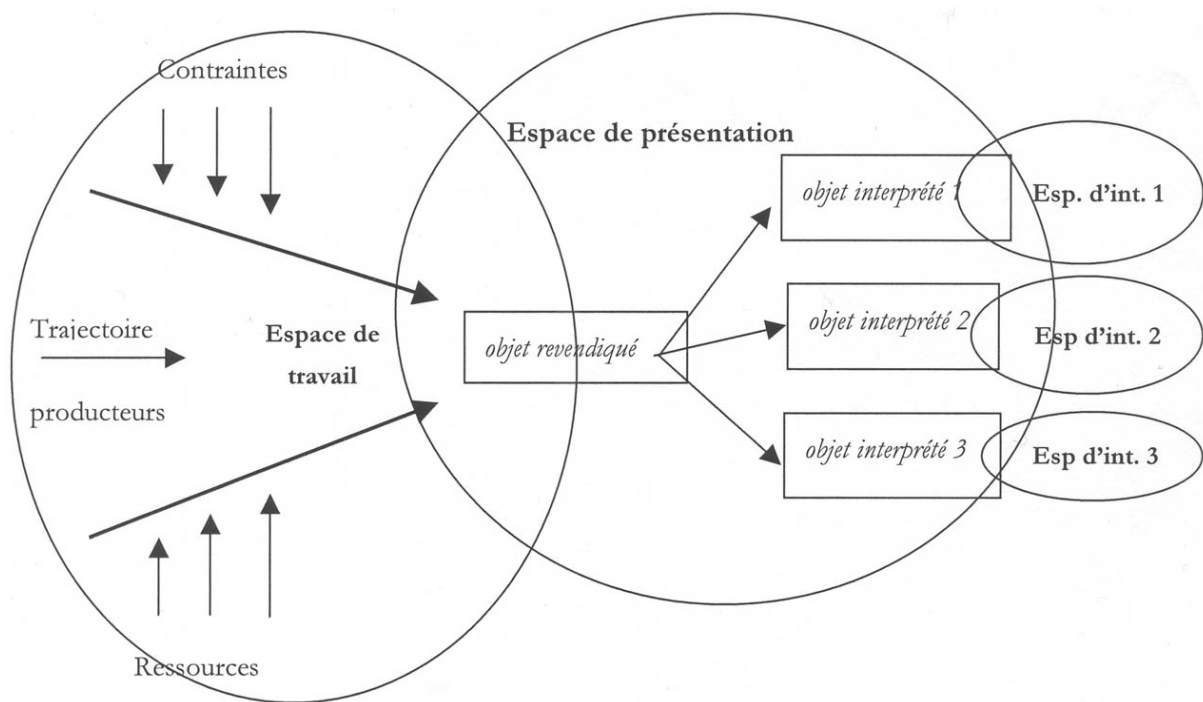 Contraintes
Espace de présentation
objet interprété 1
Esp. d'int. 1
Trajectoire
producteurs
Espace de
travail
objet revendiqué
objet interprété 2
Esp d'int. 2
objet interprété 3
Esp d'int. 3
Ressources